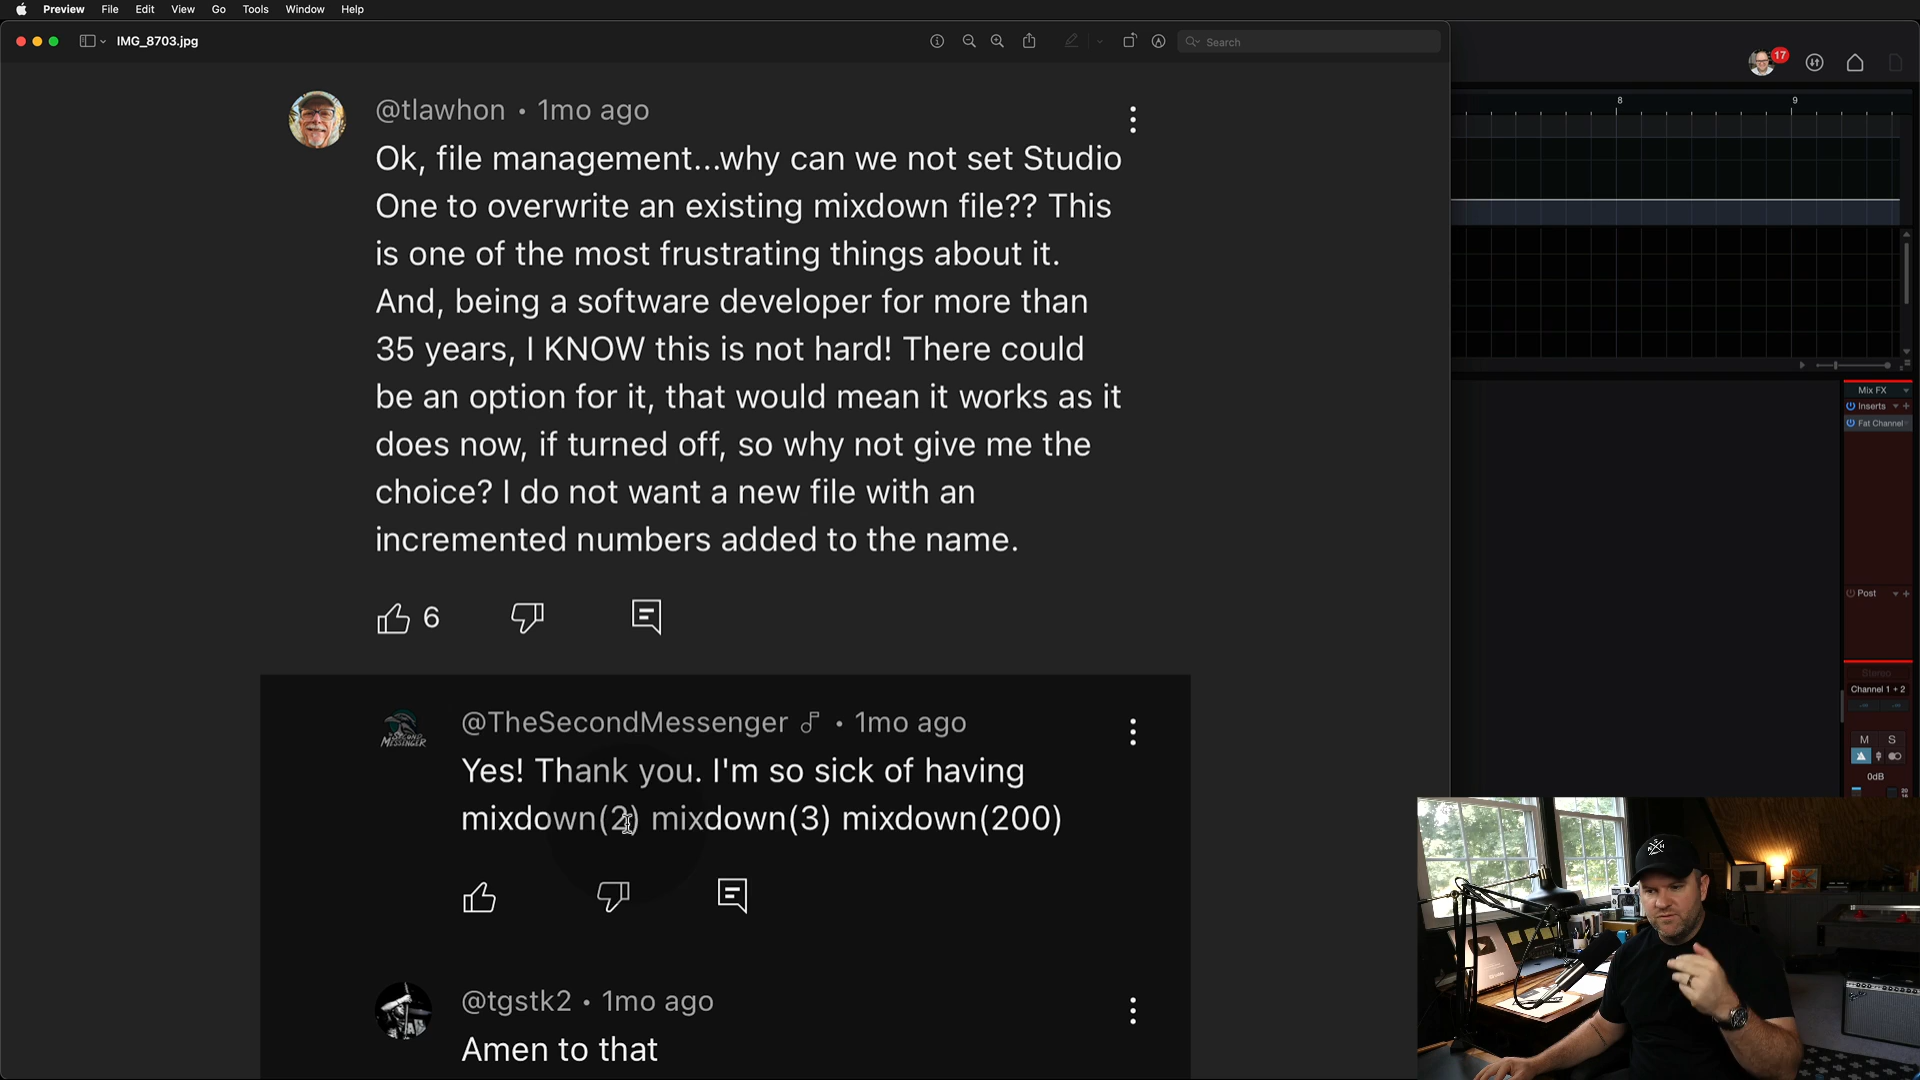 Preview File Edit View Go Tools Window Help
IMG_8703.jpg
Search
17
8 9
@tlawhon • 1mo ago
Ok, file management...why can we not set Studio
One to overwrite an existing mixdown file?? This
is one of the most frustrating things about it.
And, being a software developer for more than
35 years, I KNOW this is not hard! There could
be an option for it, that would mean it works as it
does now, if turned off, so why not give me the
choice? I do not want a new file with an
incremented numbers added to the name.
6
@TheSecondMessenger • 1mo ago
Yes! Thank you. I'm so sick of having
mixdown(2) mixdown(3) mixdown(200)
@tgstk2 • 1mo ago
Amen to that
Mix FX
Inserts
Fat Channel
Post
Stereo
Channel 1 + 2
M S
0dB